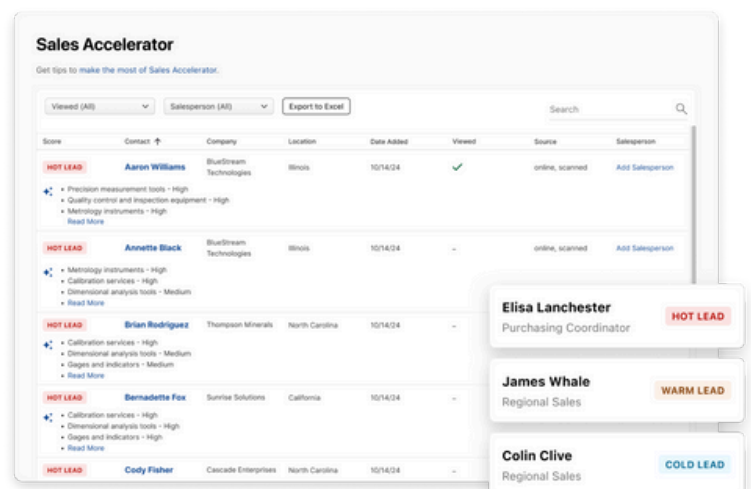 Sales Accelerator
Get tips to make the most of Sales Accelerator.
Viewed (All) Salesperson (All) Export to Excel Search
Score Contact Company Location Date Added Viewed Source Salesperson
HOT LEAD Aaron Williams BlueStream Technologies Illinois 10/14/24 online, scanned Add Salesperson
• Precision measurement tools - High
• Quality control and inspection equipment - High
• Metrology instruments - High
Read More
HOT LEAD Annette Black BlueStream Technologies Illinois 10/14/24 - online, scanned Add Salesperson
• Metrology instruments - High
• Calibration services - High
• Dimensional analysis tools - Medium
• Read More
HOT LEAD Brian Rodriguez Thompson Minerals North Carolina 10/14/24 -
• Calibration services - High
• Dimensional analysis tools - Medium
• Gages and indicators - Medium
• Read More
HOT LEAD Bernadette Fox Sunrise Solutions California 10/14/24 -
• Calibration services - High
• Dimensional analysis tools - High
• Gages and indicators - High
• Read More
HOT LEAD Cody Fisher Cascade Enterprises North Carolina 10/14/24 -
Elisa Lanchester
Purchasing Coordinator
HOT LEAD
James Whale
Regional Sales
WARM LEAD
Colin Clive
Regional Sales
COLD LEAD